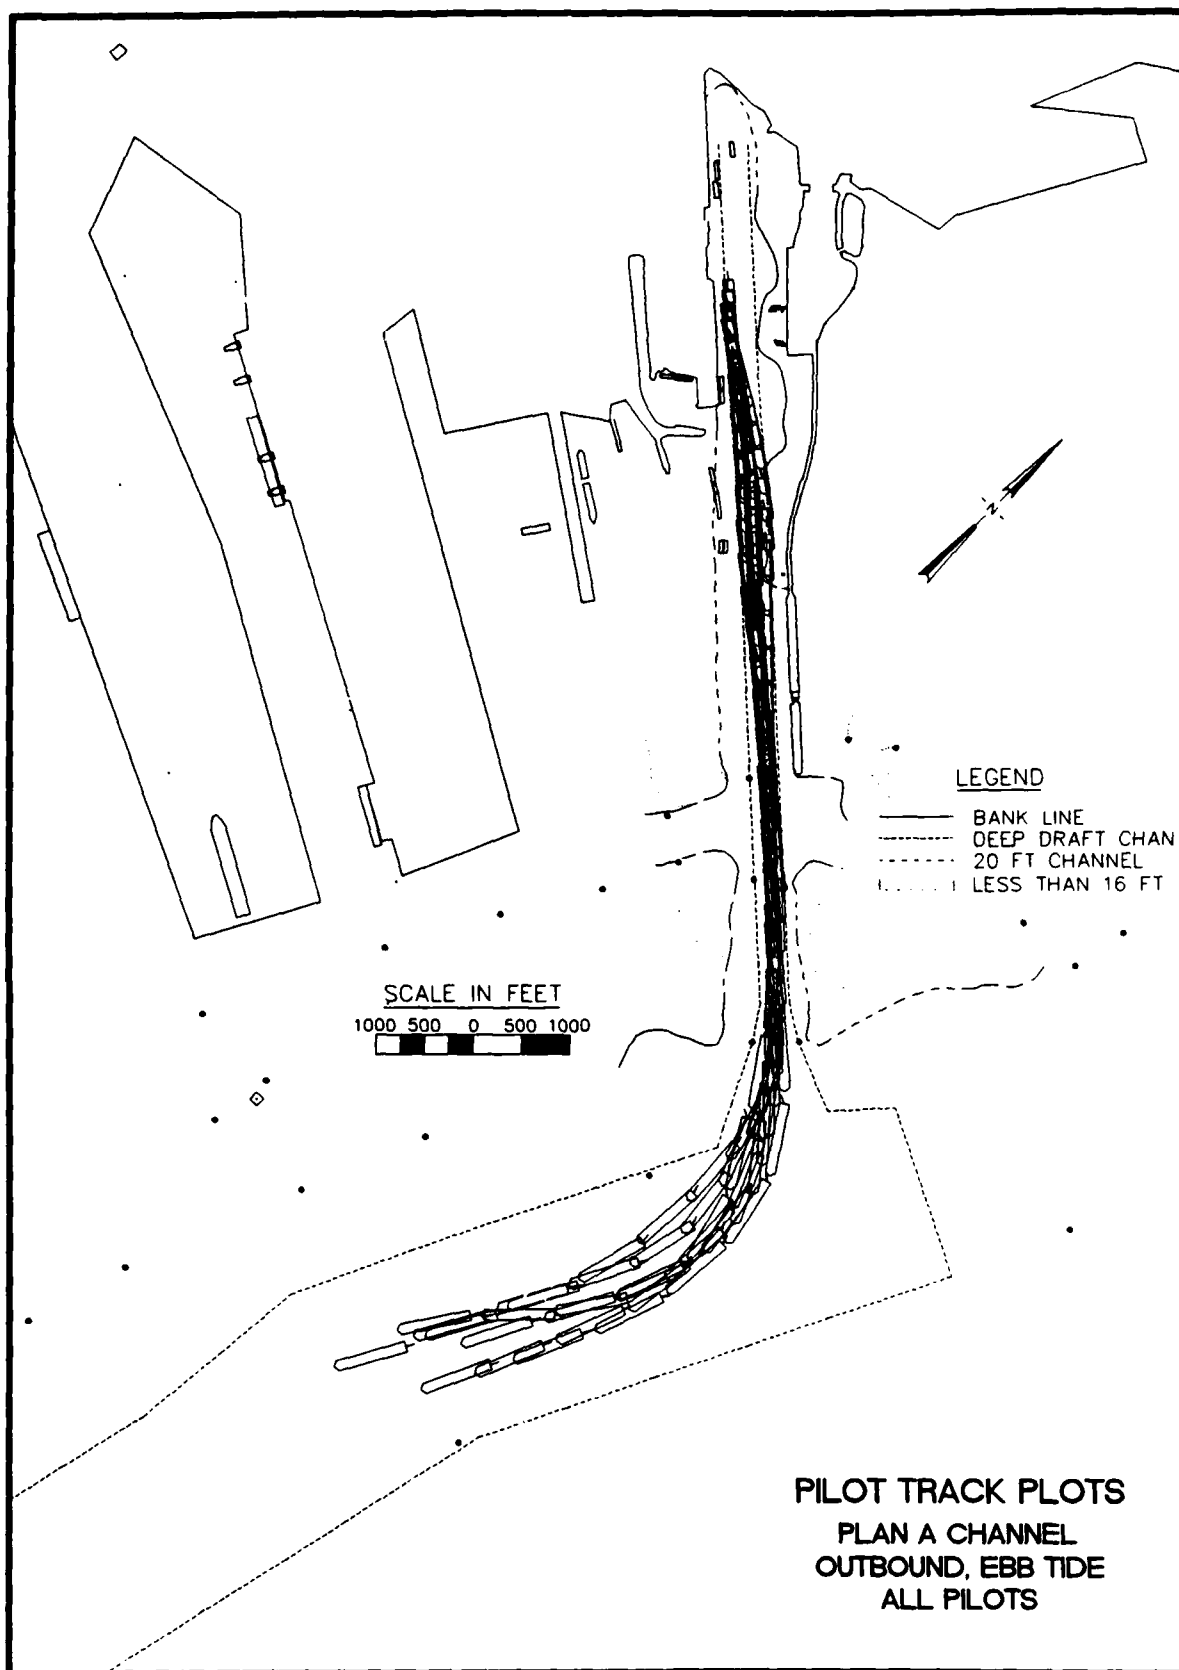 N
LEGEND
BANK LINE
DEEP DRAFT CHAN
20 FT CHANNEL
LESS THAN 16 FT
SCALE IN FEET
1000 500 0 500 1000
PILOT TRACK PLOTS
PLAN A CHANNEL
OUTBOUND, EBB TIDE
ALL PILOTS